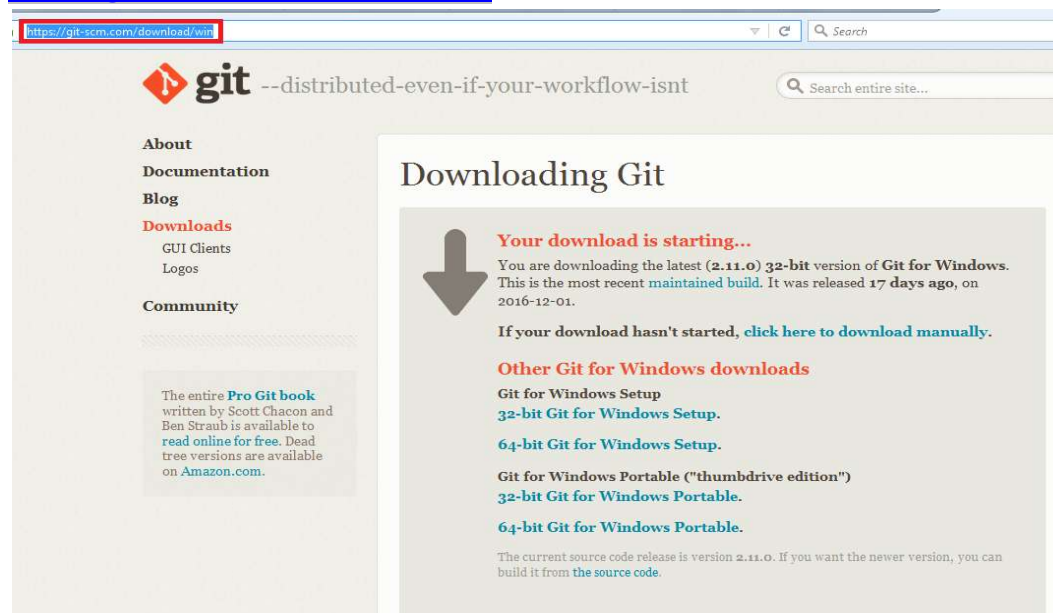 https://git-scm.com/download/win
Search
git --distributed-even-if-your-workflow-isnt
Search entire site...
About
Documentation
Blog
Downloads
GUI Clients
Logos
Community
The entire Pro Git book
written by Scott Chacon and
Ben Straub is available to
read online for free. Dead
tree versions are available
on Amazon.com.
Downloading Git
Your download is starting...
You are downloading the latest (2.11.0) 32-bit version of Git for Windows.
This is the most recent maintained build. It was released 17 days ago, on
2016-12-01.
If your download hasn't started, click here to download manually.
Other Git for Windows downloads
Git for Windows Setup
32-bit Git for Windows Setup.
64-bit Git for Windows Setup.
Git for Windows Portable ("thumbdrive edition")
32-bit Git for Windows Portable.
64-bit Git for Windows Portable.
The current source code release is version 2.11.0. If you want the newer version, you can
build it from the source code.